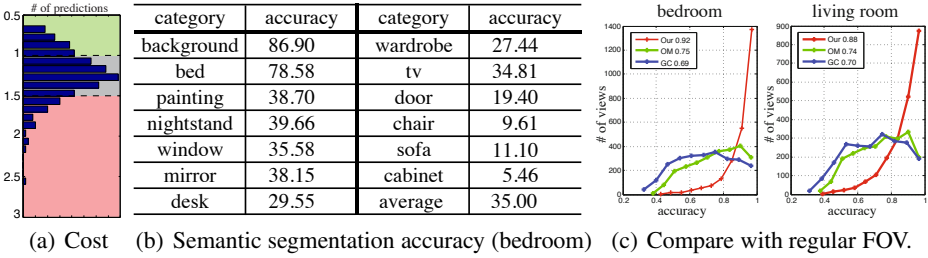 # of predictions
0.5
1
1.5
2
2.5
3
(a) Cost
category accuracy category accuracy
background 86.90 wardrobe 27.44
bed 78.58 tv 34.81
painting 38.70 door 19.40
nightstand 39.66 chair 9.61
window 35.58 sofa 11.10
mirror 38.15 cabinet 5.46
desk 29.55 average 35.00
(b) Semantic segmentation accuracy (bedroom)
bedroom
Our 0.92
OM 0.75
GC 0.69
# of views
1400
1200
1000
800
600
400
200
0
0.2 0.4 0.6 0.8 1
accuracy
living room
Our 0.88
OM 0.74
GC 0.70
# of views
900
800
700
600
500
400
300
200
100
0
0.2 0.4 0.6 0.8 1
accuracy
(c) Compare with regular FOV.